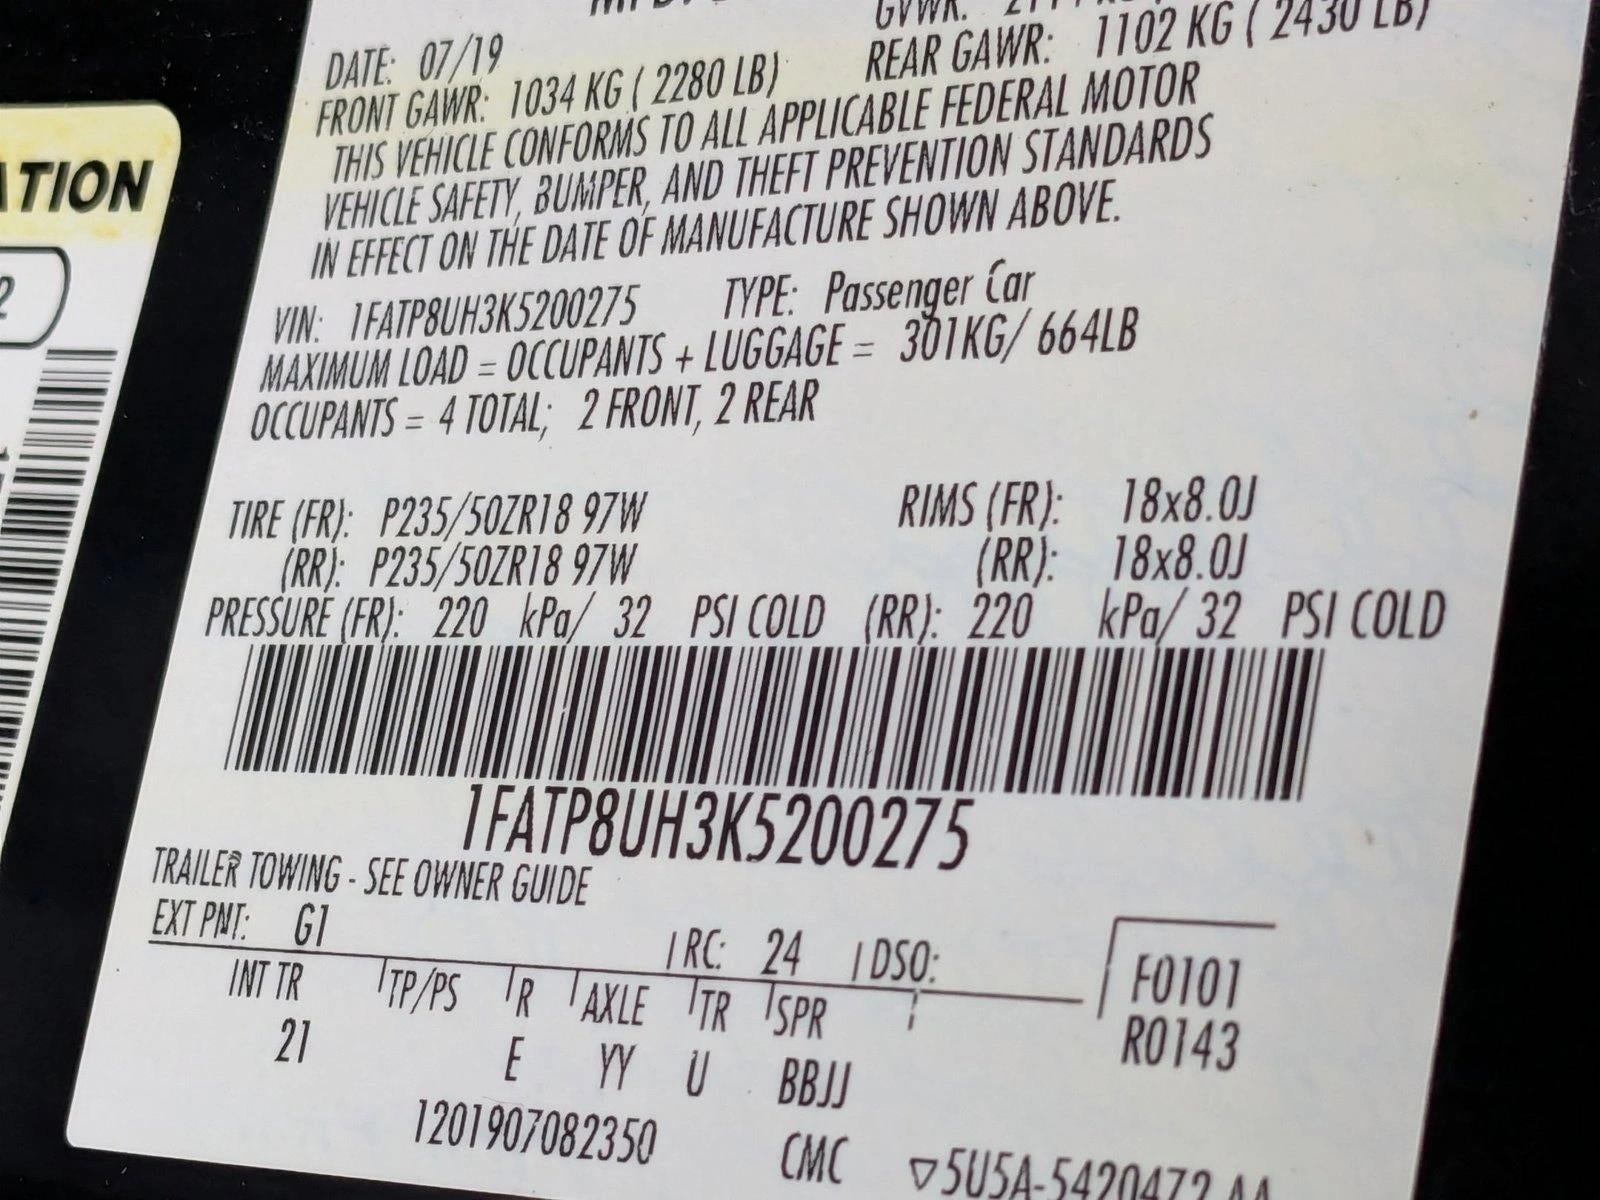 DATE: 07/19 GVWR:
FRONT GAWR: 1034 KG ( 2280 LB) REAR GAWR: 1102 KG ( 2430 LB)
THIS VEHICLE CONFORMS TO ALL APPLICABLE FEDERAL MOTOR
VEHICLE SAFETY, BUMPER, AND THEFT PREVENTION STANDARDS
IN EFFECT ON THE DATE OF MANUFACTURE SHOWN ABOVE.
VIN: 1FATP8UH3K5200275 TYPE: Passenger Car
MAXIMUM LOAD = OCCUPANTS + LUGGAGE = 301KG/ 664LB
OCCUPANTS = 4 TOTAL; 2 FRONT, 2 REAR
TIRE (FR): P235/50ZR18 97W RIMS (FR): 18x8.0J
(RR): P235/50ZR18 97W (RR): 18x8.0J
PRESSURE (FR): 220 kPa/ 32 PSI COLD (RR): 220 kPa/ 32 PSI COLD
1FATP8UH3K5200275
TRAILER TOWING - SEE OWNER GUIDE
EXT PNT: G1 RC: 24 DSO:
INT TR TP/PS R AXLE TR SPR
21 E YY U BBJJ
F0101
R0143
1201907082350 CMC ▽5U5A-5420472-AA
ATION
2